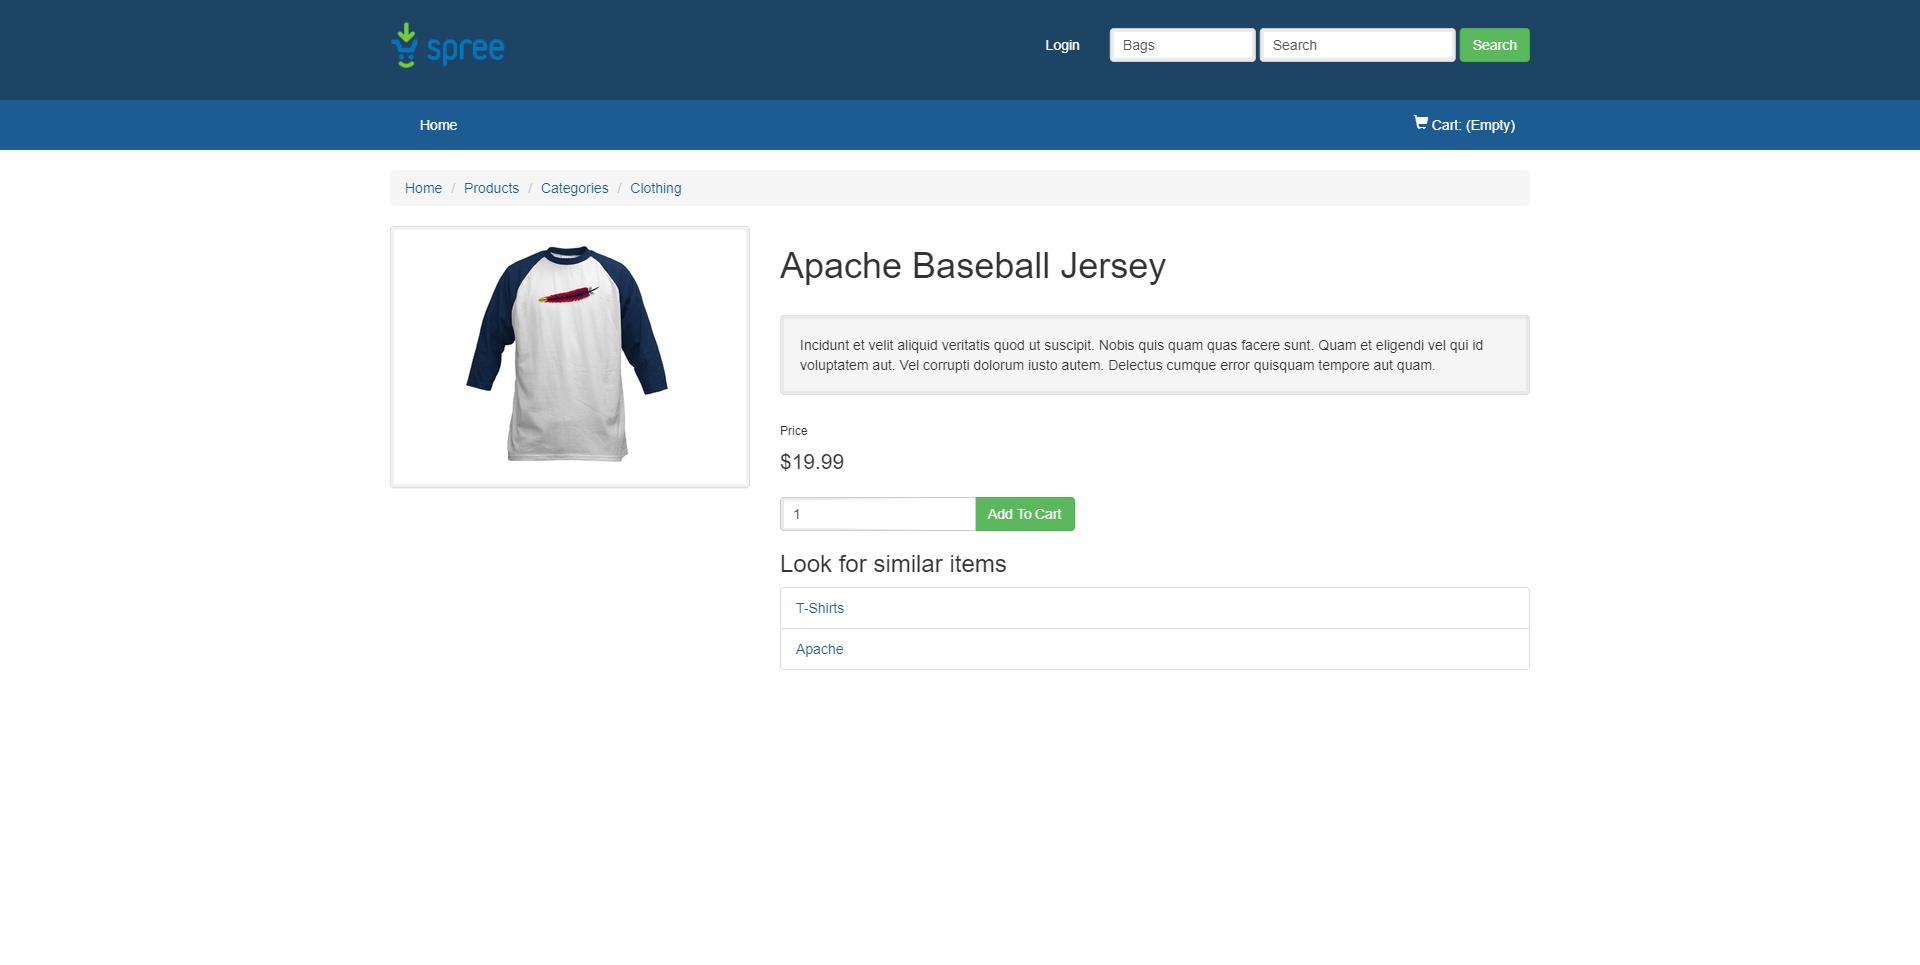 spree
Login
Bags
Search
Search
Home
Cart: (Empty)
Home / Products / Categories / Clothing
Apache Baseball Jersey
Incidunt et velit aliquid veritatis quod ut suscipit. Nobis quis quam quas facere sunt. Quam et eligendi vel qui id
voluptatem aut. Vel corrupti dolorum iusto autem. Delectus cumque error quisquam tempore aut quam.
Price
$19.99
1
Add To Cart
Look for similar items
T-Shirts
Apache